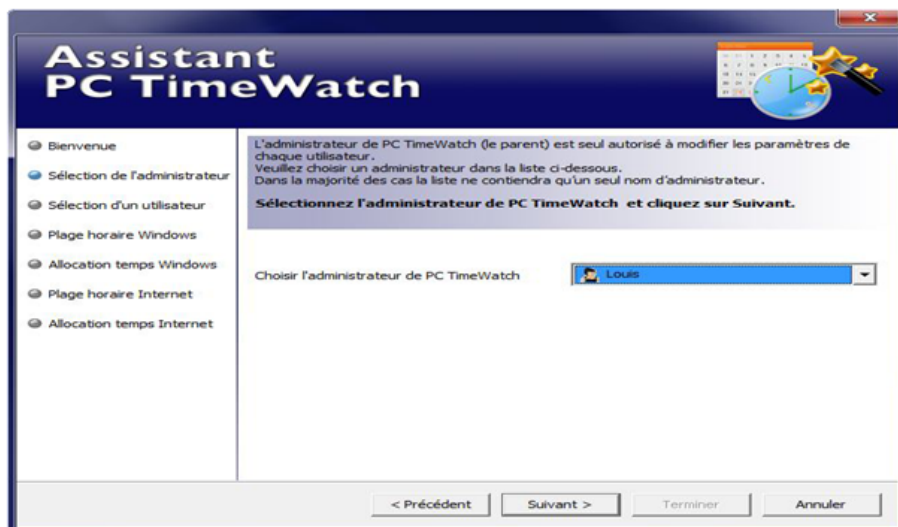 Assistant
PC TimeWatch
Bienvenue
Sélection de l'administrateur
Sélection d'un utilisateur
Plage horaire Windows
Allocation temps Windows
Plage horaire Internet
Allocation temps Internet
L'administrateur de PC TimeWatch (le parent) est seul autorisé à modifier les paramètres de
chaque utilisateur.
Veuillez choisir un administrateur dans la liste ci-dessous.
Dans la majorité des cas la liste ne contiendra qu'un seul nom d'administrateur.
Sélectionnez l'administrateur de PC TimeWatch et cliquez sur Suivant.
Choisir l'administrateur de PC TimeWatch
Louis
< Précédent
Suivant >
Terminer
Annuler